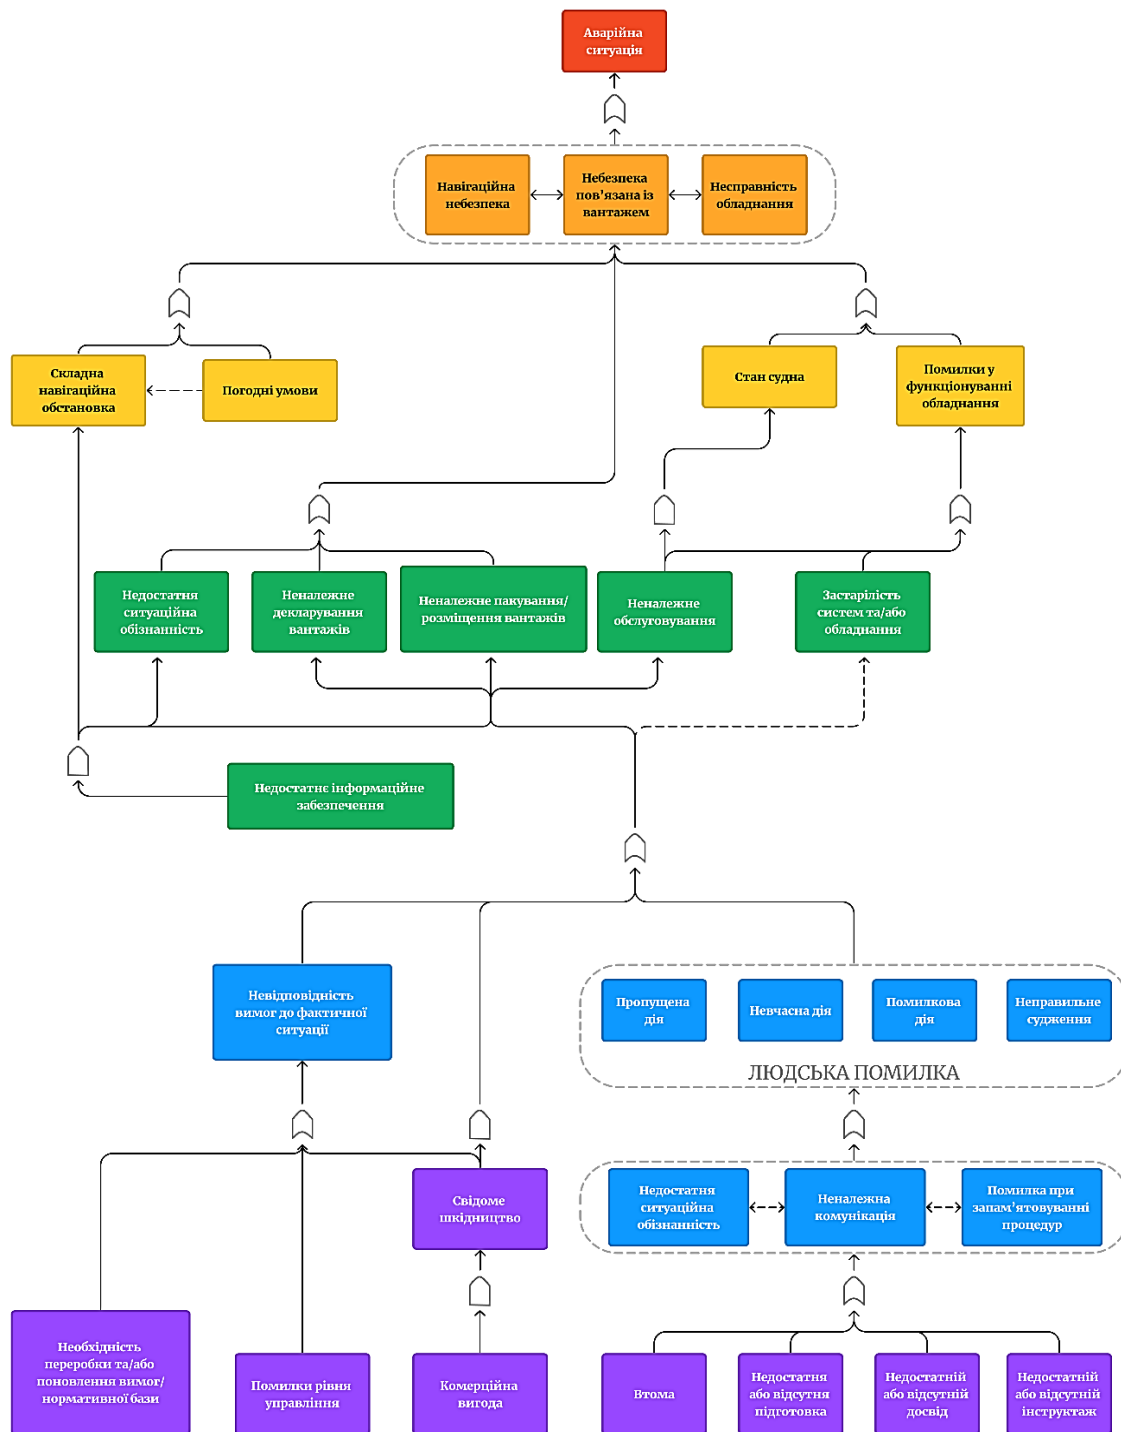 Аварійна
ситуація
Навігаційна
небезпека
Небезпека
пов'язана із
вантажем
Несправність
обладнання
Складна
навігаційна
обстановка
Погодні умови
Стан судна
Помилки у
функціонуванні
обладнання
Недостатня
ситуаційна
обізнанність
Неналежне
декларування
вантажів
Неналежне пакування/
розміщення вантажів
Неналежне
обслуговування
Застарілість
систем та/або
обладнання
Недостатнє інформаційне
забезпечення
Невідповідність
вимог до фактичної
ситуації
Пропущена
дія
Невчасна дія
Помилкова
дія
Неправильне
судження
ЛЮДСЬКА ПОМИЛКА
Свідоме
шкідництво
Недостатня
ситуаційна
обізнанність
Неналежна
комунікація
Помилка при
запам'ятовуванні
процедур
Необхідність
переробки та/або
поновлення вимог/
нормативної бази
Помилки рівня
управління
Комерційна
вигода
Втома
Недостатня
або відсутня
підготовка
Недостатній
або відсутній
досвід
Недостатній
або відсутній
інструктаж